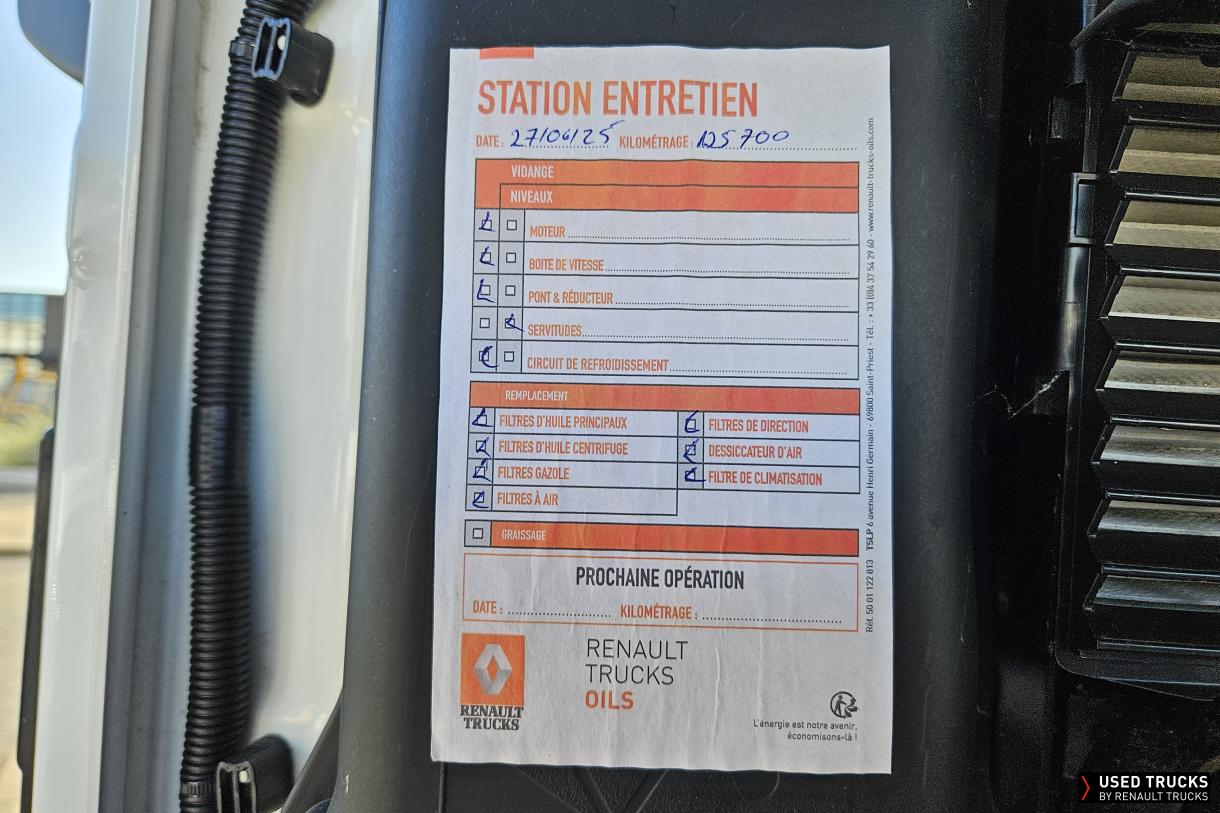 STATION ENTRETIEN
DATE : 27/06/25 KILOMÉTRAGE : 125 700
VIDANGE
NIVEAUX
MOTEUR
BOITE DE VITESSE
PONT & RÉDUCTEUR
SERVITUDES
CIRCUIT DE REFROIDISSEMENT
REMPLACEMENT
FILTRES D'HUILE PRINCIPAUX FILTRES DE DIRECTION
FILTRES D'HUILE CENTRIFUGE DESSICCATEUR D'AIR
FILTRES GAZOLE FILTRE DE CLIMATISATION
FILTRES À AIR
GRAISSAGE
PROCHAINE OPÉRATION
DATE : KILOMÉTRAGE :
RENAULT
TRUCKS
OILS
RENAULT
TRUCKS
L'énergie est notre avenir,
économisons-là !
Réf. 50 01 122 813 TSLP 6 avenue Henri Germain - 69800 Saint-Priest - Tél. : + 33 (0)4 37 54 29 60 - www.renault-trucks-oils.com
USED TRUCKS
BY RENAULT TRUCKS